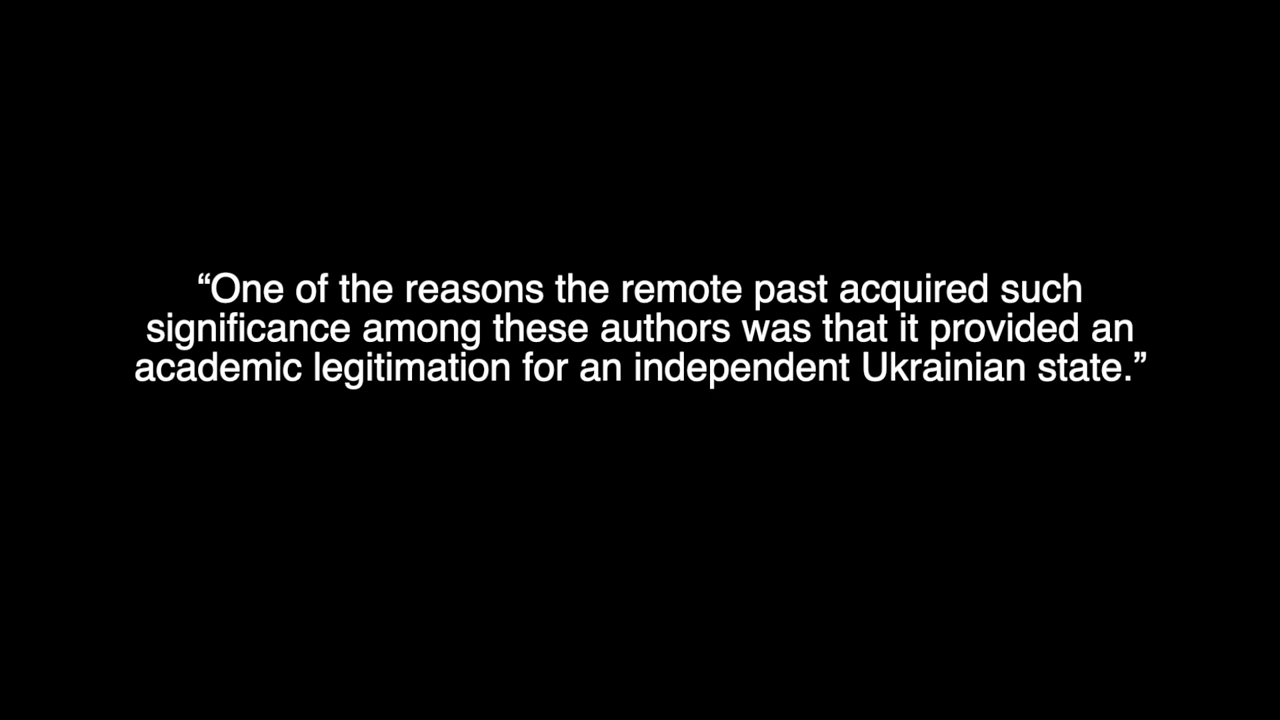 “One of the reasons the remote past acquired such
significance among these authors was that it provided an
academic legitimation for an independent Ukrainian state.”